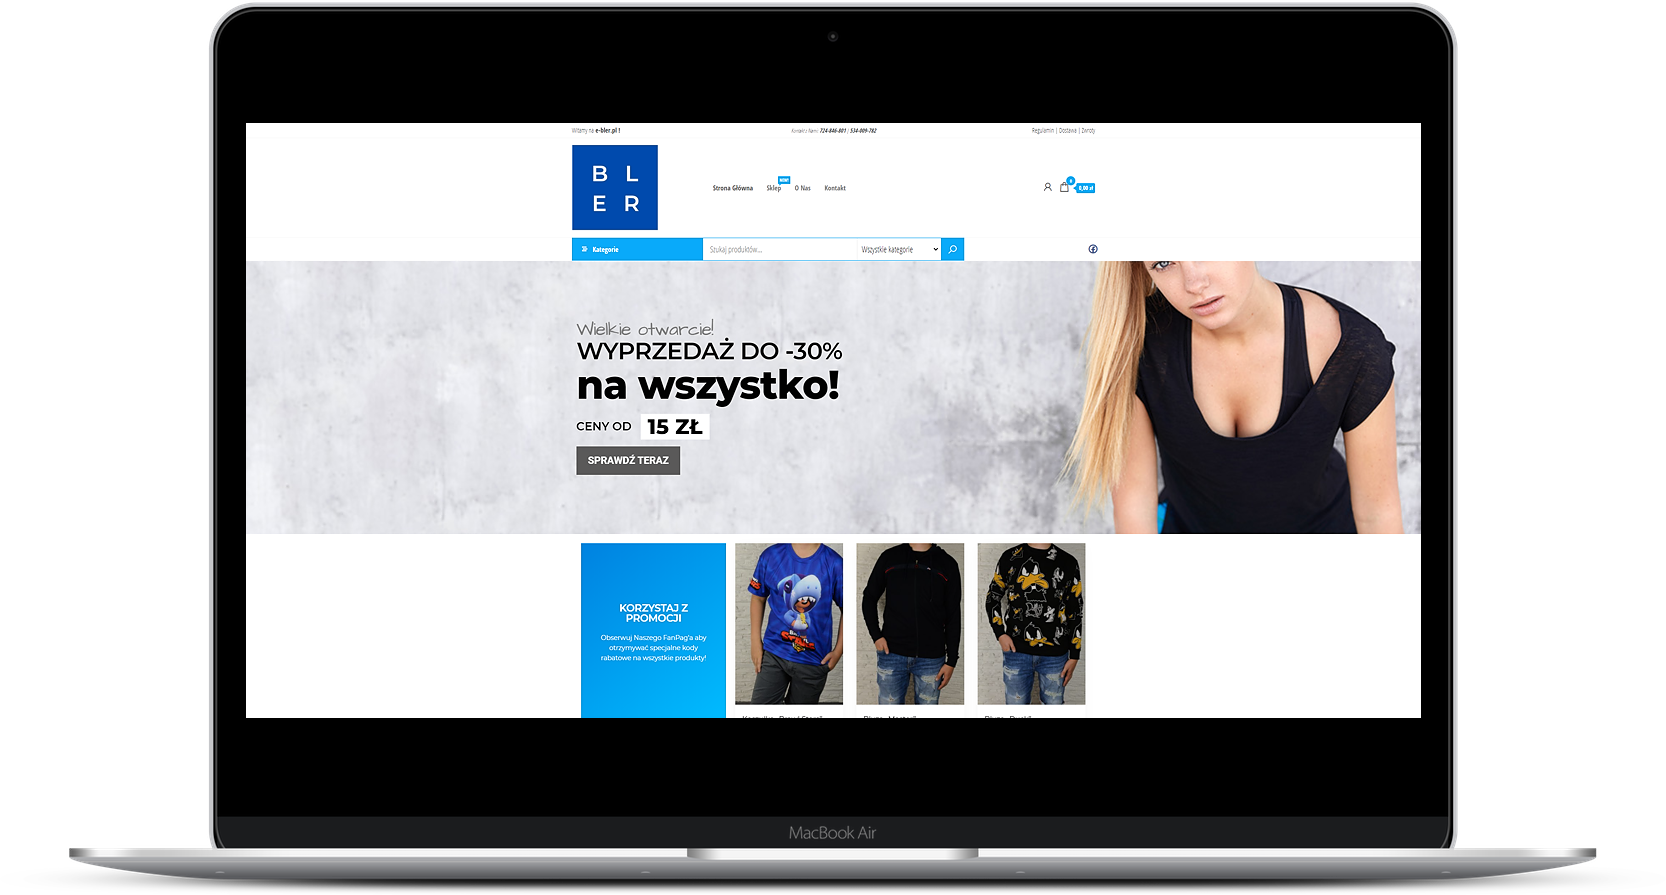 Witamy na e-bler.pl !
Kontakt z Nami: 724-846-801 | 534-009-782
Regulamin | Dostawa | Zwroty
B L
E R
Strona Główna
Sklep
NOWY
O Nas
Kontakt
0
0,00 zł
Kategorie
Szukaj produktów...
Wszystkie kategorie
Wielkie otwarcie!
WYPRZEDAŻ DO -30%
na wszystko!
CENY OD 15 ZŁ
SPRAWDŹ TERAZ
KORZYSTAJ Z
PROMOCJI
Obserwuj Naszego FanPag'a aby
otrzymywać specjalne kody
rabatowe na wszystkie produkty!
MacBook Air